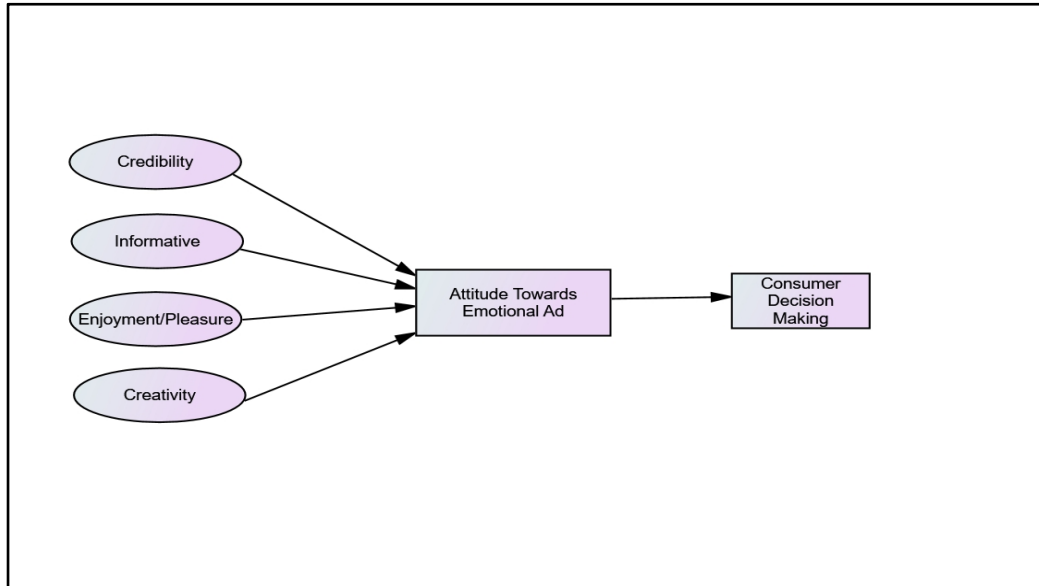 Credibility
Informative
Enjoyment/Pleasure
Creativity
Attitude Towards
Emotional Ad
Consumer
Decision
Making